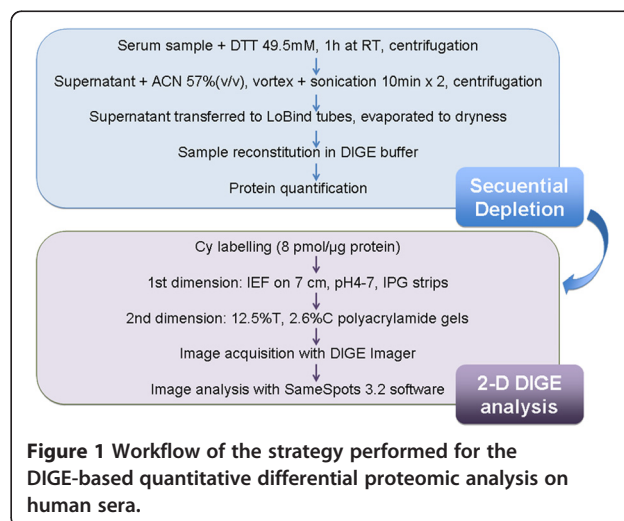 Serum sample + DTT 49.5mM, 1h at RT, centrifugation
Supernatant + ACN 57%(v/v), vortex + sonication 10min x 2, centrifugation
Supernatant transferred to LoBind tubes, evaporated to dryness
Sample reconstitution in DIGE buffer
Protein quantification
Secuential
Depletion
Cy labelling (8 pmol/µg protein)
1st dimension: IEF on 7 cm, pH4-7, IPG strips
2nd dimension: 12.5%T, 2.6%C polyacrylamide gels
Image acquisition with DIGE Imager
Image analysis with SameSpots 3.2 software
2-D DIGE
analysis
Figure 1 Workflow of the strategy performed for the
DIGE-based quantitative differential proteomic analysis on
human sera.